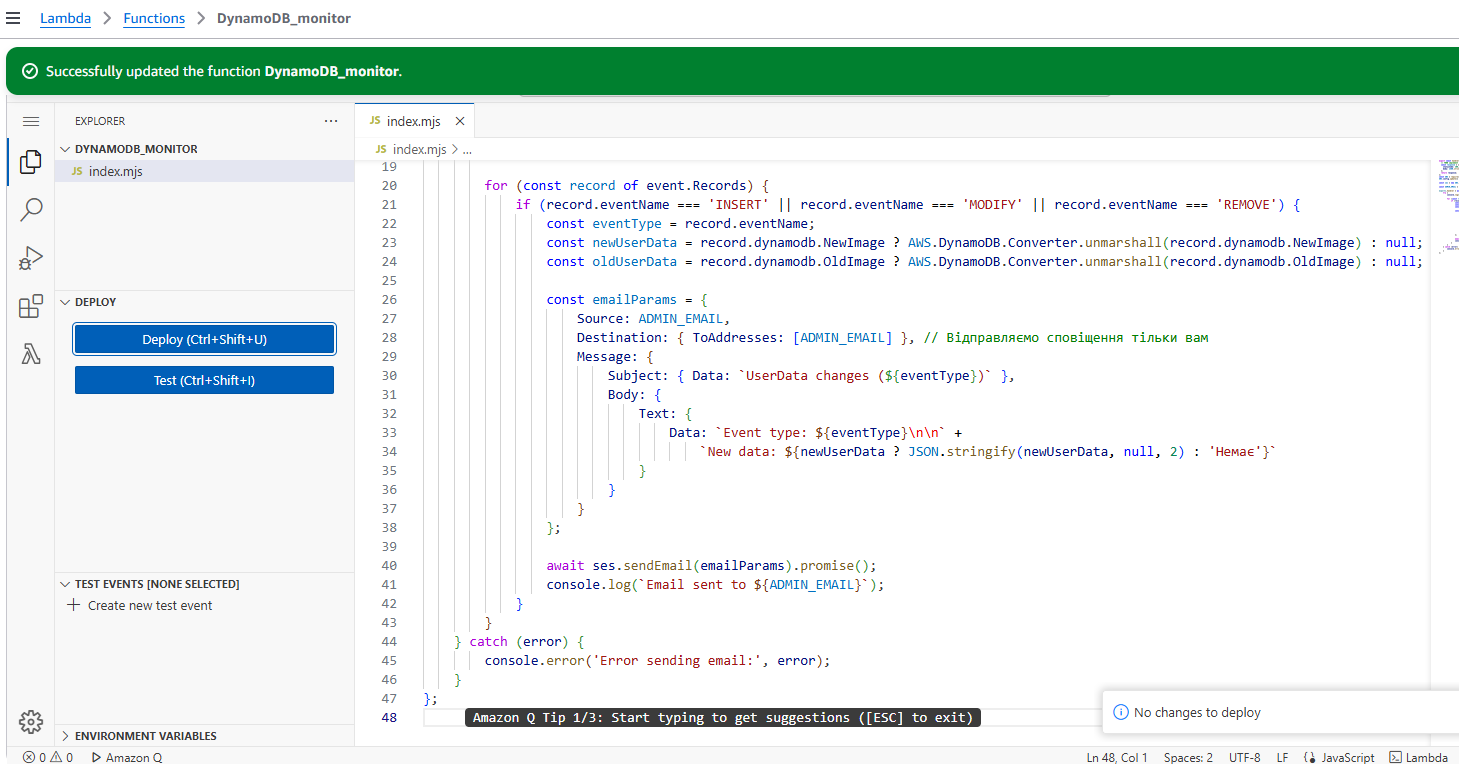 Lambda > Functions > DynamoDB_monitor
Successfully updated the function DynamoDB_monitor.
EXPLORER ...
DYNAMODB_MONITOR
JS index.mjs
DEPLOY
Deploy (Ctrl+Shift+U)
Test (Ctrl+Shift+I)
TEST EVENTS [NONE SELECTED]
+ Create new test event
ENVIRONMENT VARIABLES
JS index.mjs ×
JS index.mjs > ...
19
20 for (const record of event.Records) {
21 if (record.eventName === 'INSERT' || record.eventName === 'MODIFY' || record.eventName === 'REMOVE') {
22 const eventType = record.eventName;
23 const newUserData = record.dynamodb.NewImage ? AWS.DynamoDB.Converter.unmarshall(record.dynamodb.NewImage) : null;
24 const oldUserData = record.dynamodb.OldImage ? AWS.DynamoDB.Converter.unmarshall(record.dynamodb.OldImage) : null;
25
26 const emailParams = {
27 Source: ADMIN_EMAIL,
28 Destination: { ToAddresses: [ADMIN_EMAIL] }, // Відправляємо сповіщення тільки вам
29 Message: {
30 Subject: { Data: `UserData changes (${eventType})` },
31 Body: {
32 Text: {
33 Data: `Event type: ${eventType}\n\n` +
34 `New data: ${newUserData ? JSON.stringify(newUserData, null, 2) : 'Немає'}`
35 }
36 }
37 }
38 };
39
40 await ses.sendEmail(emailParams).promise();
41 console.log(`Email sent to ${ADMIN_EMAIL}`);
42 }
43 }
44 } catch (error) {
45 console.error('Error sending email:', error);
46 }
47 };
48 Amazon Q Tip 1/3: Start typing to get suggestions ([ESC] to exit)
No changes to deploy
0 0 Amazon Q Ln 48, Col 1 Spaces: 2 UTF-8 LF JavaScript Lambda